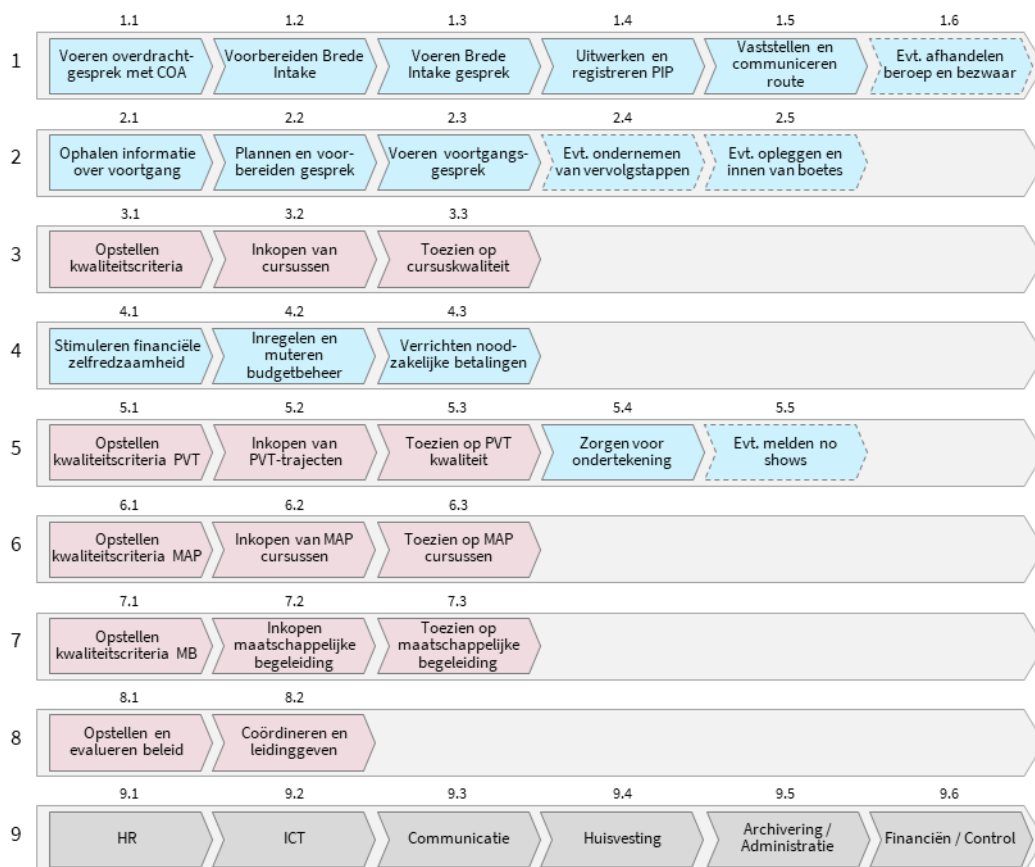 1.1 1.2 1.3 1.4 1.5 1.6
1
Voeren overdracht-
gesprek met COA
Voorbereiden Brede
Intake
Voeren Brede
Intake gesprek
Uitwerken en
registreren PIP
Vaststellen en
communiceren
route
Evt. afhandelen
beroep en bezwaar
2.1 2.2 2.3 2.4 2.5
2
Ophalen informatie
over voortgang
Plannen en voor-
bereiden gesprek
Voeren voortgangs-
gesprek
Evt. ondernemen
van vervolgstappen
Evt. opleggen en
innen van boetes
3.1 3.2 3.3
3
Opstellen
kwaliteitscriteria
Inkopen van
cursussen
Toezien op
cursuskwaliteit
4.1 4.2 4.3
4
Stimuleren financiële
zelfredzaamheid
Inregelen en
muteren
budgetbeheer
Verrichten nood-
zakelijke betalingen
5.1 5.2 5.3 5.4 5.5
5
Opstellen
kwaliteitscriteria PVT
Inkopen van
PVT-trajecten
Toezien op PVT
kwaliteit
Zorgen voor
ondertekening
Evt. melden no
shows
6.1 6.2 6.3
6
Opstellen
kwaliteitscriteria MAP
Inkopen van MAP
cursussen
Toezien op MAP
cursussen
7.1 7.2 7.3
7
Opstellen
kwaliteitscriteria MB
Inkopen
maatschappelijke
begeleiding
Toezien op
maatschappelijke
begeleiding
8.1 8.2
8
Opstellen en
evalueren beleid
Coördineren en
leidinggeven
9.1 9.2 9.3 9.4 9.5 9.6
9
HR
ICT
Communicatie
Huisvesting
Archivering /
Administratie
Financiën / Control